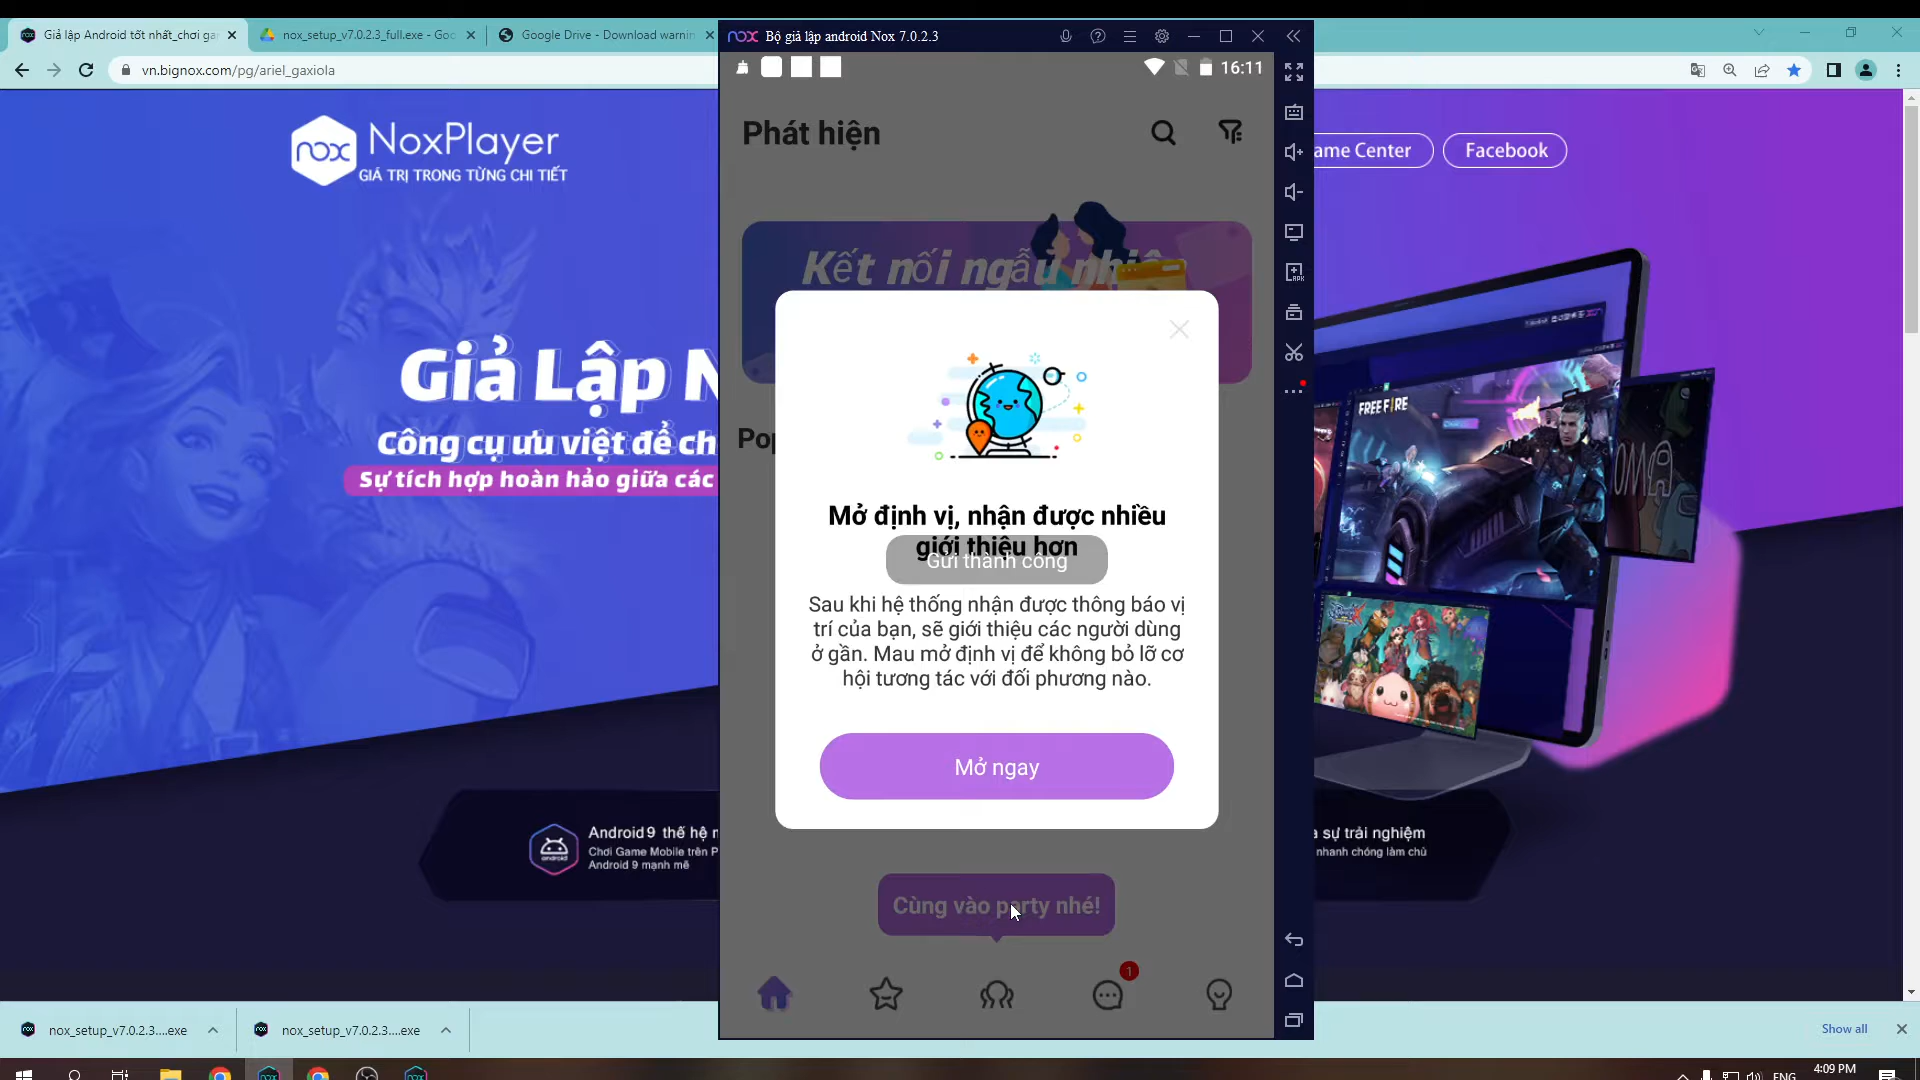 Giả lập Android tốt nhất_chơi ga
nox_setup_v7.0.2.3_full.exe - Goo
Google Drive - Download warnin
vn.bignox.com/pg/ariel_gaxiola
nox Bộ giả lập android Nox 7.0.2.3
16:11
nox NoxPlayer
GIÁ TRỊ TRONG TỪNG CHI TIẾT
ame Center
Facebook
Phát hiện
Kết nối ngẫu nhiên
Pop
Giả Lập N
Công cụ ưu việt để ch
Sự tích hợp hoàn hảo giữa các
FREE FIRE
Mở định vị, nhận được nhiều
giới thiệu hơn
Gửi thành công
Sau khi hệ thống nhận được thông báo vị
trí của bạn, sẽ giới thiệu các người dùng
ở gần. Mau mở định vị để không bỏ lỡ cơ
hội tương tác với đối phương nào.
Mở ngay
Android 9 thế hệ m
Chơi Game Mobile trên P
Android 9 mạnh mẽ
a sự trải nghiệm
nhanh chóng làm chủ
Cùng vào party nhé!
1
nox_setup_v7.0.2.3....exe
nox_setup_v7.0.2.3....exe
Show all
ENG
4:09 PM